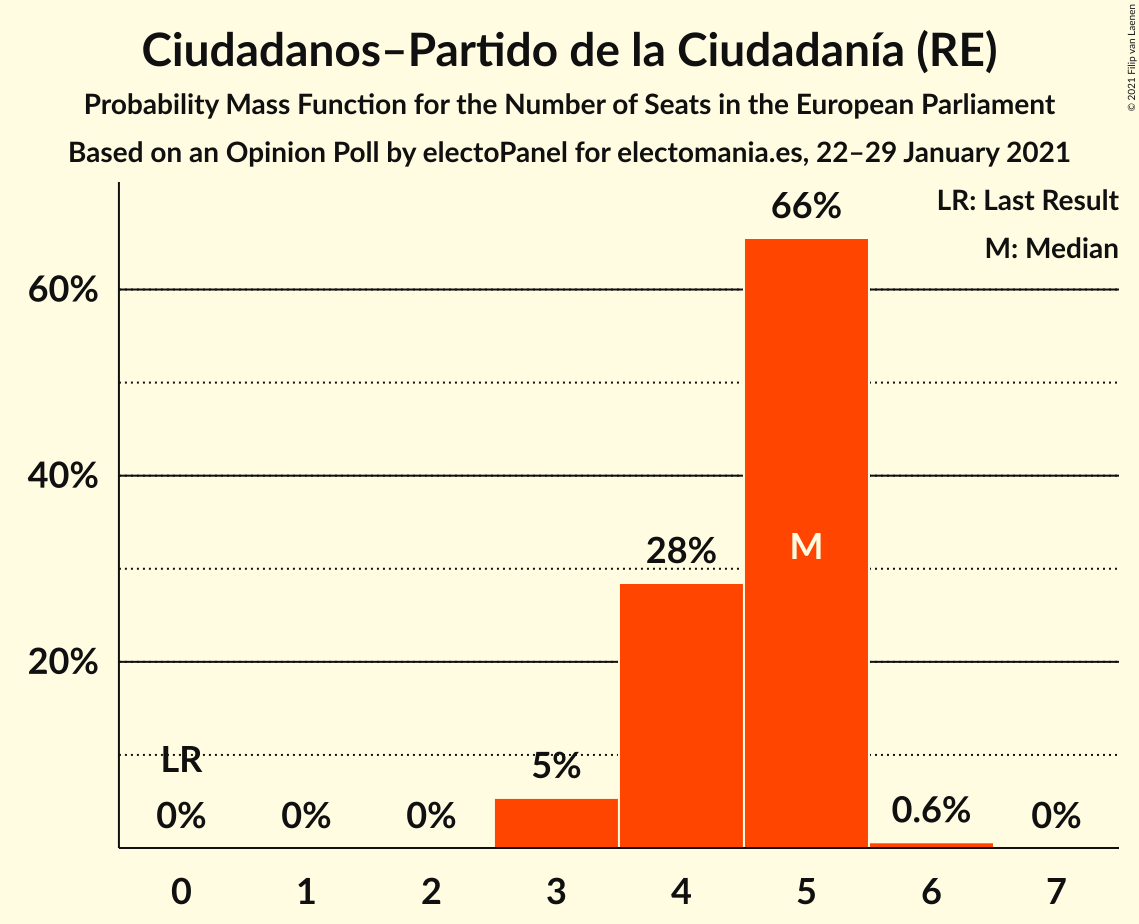 Ciudadanos–Partido de la Ciudadanía (RE)
Probability Mass Function for the Number of Seats in the European Parliament
Based on an Opinion Poll by electoPanel for electomania.es, 22–29 January 2021
© 2021 Filip van Laenen
LR: Last Result
M: Median
66%
60%
40%
28%
M
20%
LR
5%
0%
0%
0%
0.6%
0%
0
1
2
3
4
5
6
7